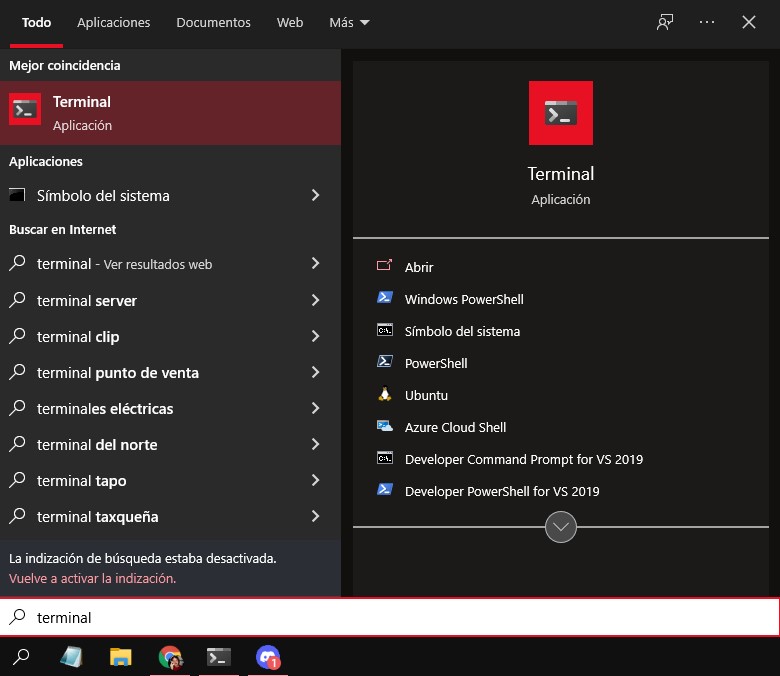 Todo Aplicaciones Documentos Web Más
Mejor coincidencia
Terminal
Aplicación
Aplicaciones
Símbolo del sistema
Buscar en Internet
terminal - Ver resultados web
terminal server
terminal clip
terminal punto de venta
terminales eléctricas
terminal del norte
terminal tapo
terminal taxqueña
La indización de búsqueda estaba desactivada.
Vuelve a activar la indización.
Terminal
Aplicación
Abrir
Windows PowerShell
Símbolo del sistema
PowerShell
Ubuntu
Azure Cloud Shell
Developer Command Prompt for VS 2019
Developer PowerShell for VS 2019
terminal
1